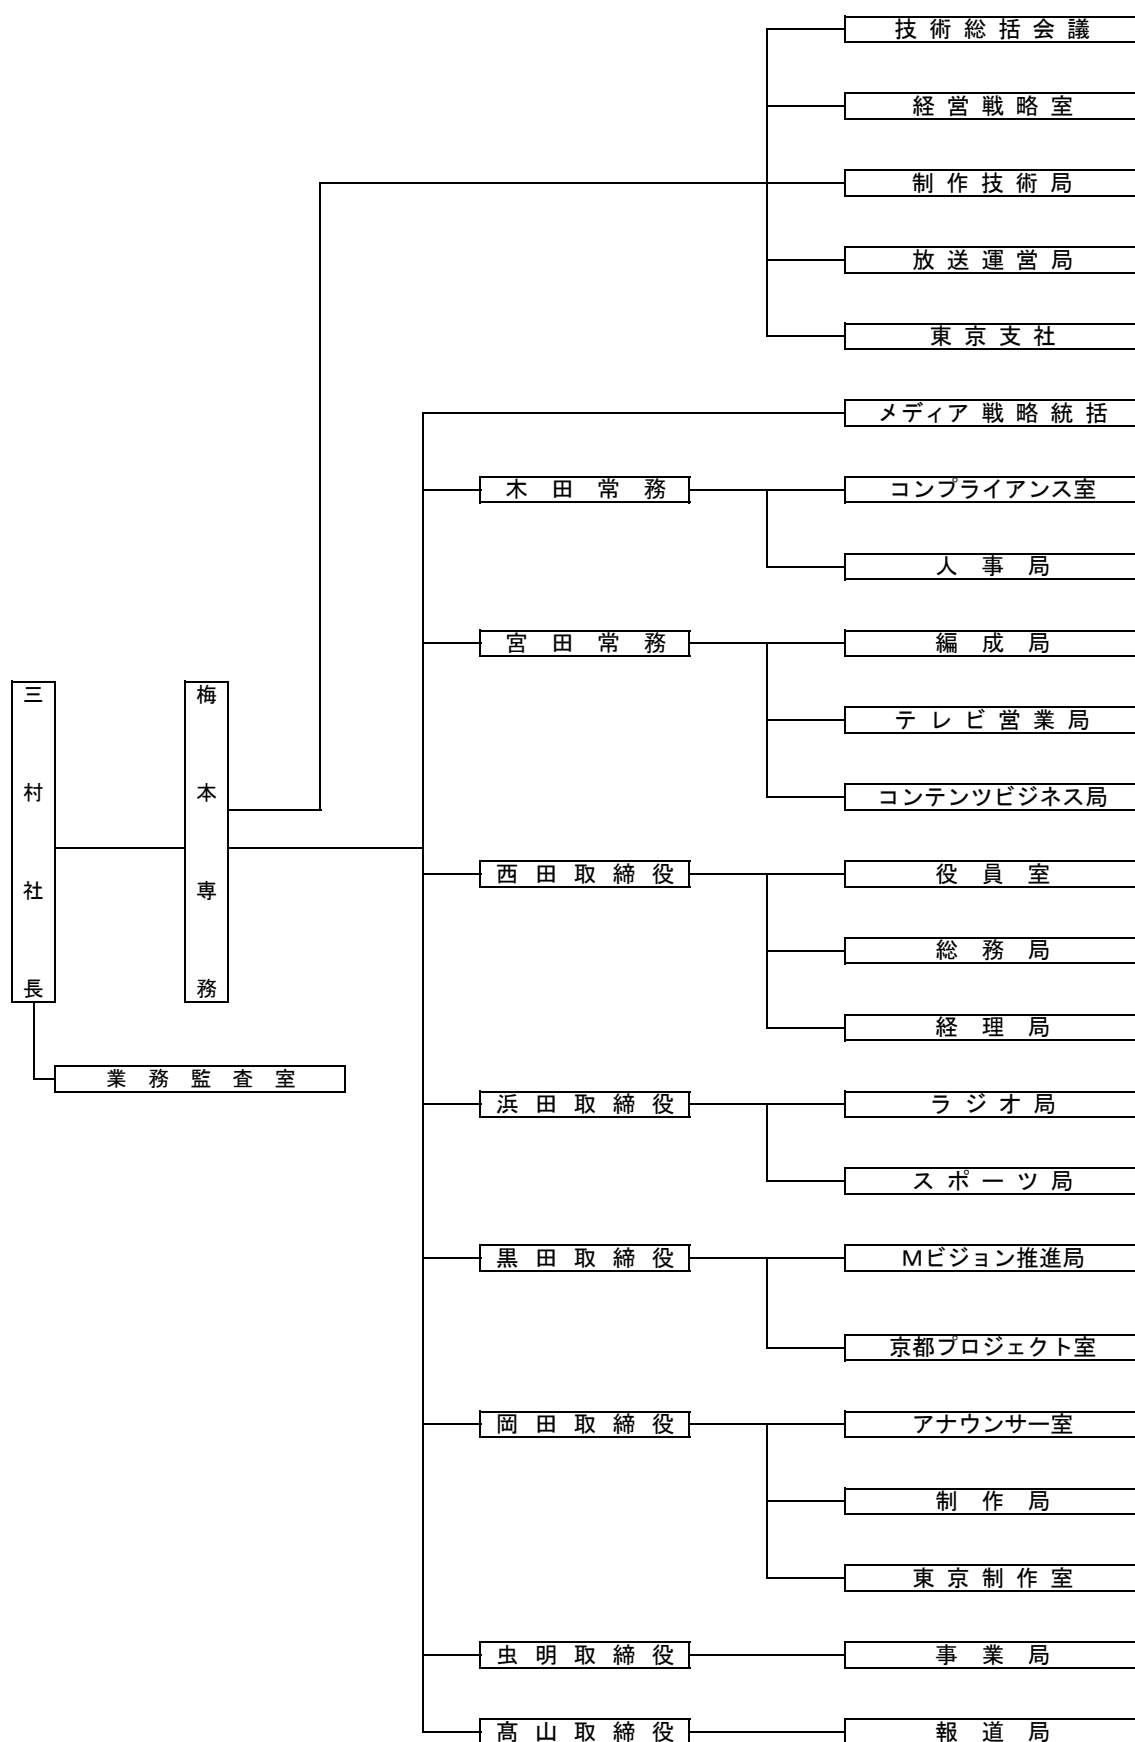 技術総括会議
経営戦略室
制作技術局
放送運営局
東京支社
メディア戦略統括
木田常務
コンプライアンス室
人事局
宮田常務
編成局
テレビ営業局
コンテンツビジネス局
三村社長
梅本専務
西田取締役
役員室
総務局
経理局
業務監査室
浜田取締役
ラジオ局
スポーツ局
黒田取締役
Mビジョン推進局
京都プロジェクト室
岡田取締役
アナウンサー室
制作局
東京制作室
虫明取締役
事業局
髙山取締役
報道局